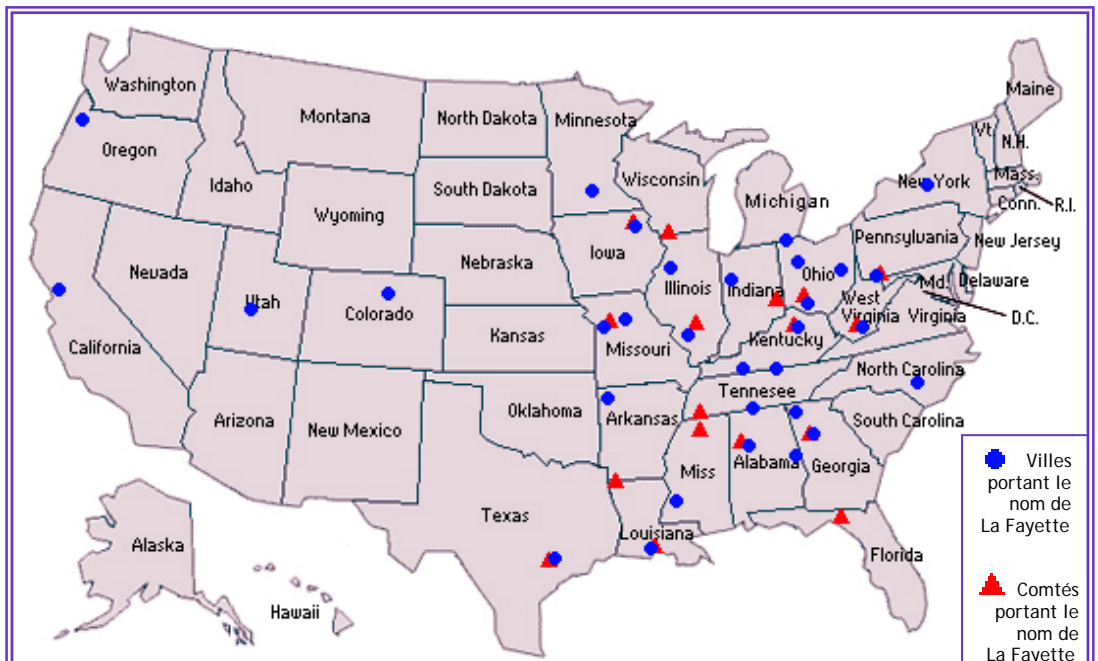 Maine
Washington
Montana
North Dakota
Minnesota
Vt.
N.H.
Oregon
Wisconsin
Mass.
Idaho
South Dakota
New York
Michigan
Conn.
R.I.
Wyoming
Pennsylvania
New Jersey
Iowa
Nevada
Nebraska
Ohio
Md.
Delaware
Utah
Illinois
Indiana
West
Virginia
Virginia
D.C.
Colorado
California
Kansas
Missouri
Kentucky
North Carolina
Tennesee
Arizona
New Mexico
Oklahoma
Arkansas
South Carolina
Miss
Alabama
Georgia
Texas
Louisiana
Florida
Alaska
Hawaii
Villes
portant le
nom de
La Fayette
Comtés
portant le
nom de
La Fayette